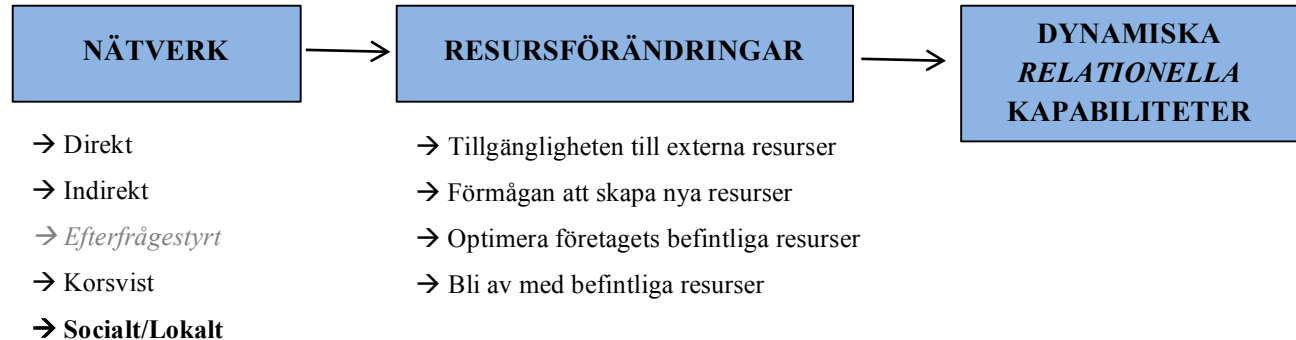 NÄTVERK
→ Direkt
→ Indirekt
→ Efterfrågestyrt
→ Korsvist
→ Socialt/Lokalt
RESURSFÖRÄNDRINGAR
→ Tillgängligheten till externa resurser
→ Förmågan att skapa nya resurser
→ Optimera företagets befintliga resurser
→ Bli av med befintliga resurser
DYNAMISKA
RELATIONELLA
KAPABILITETER